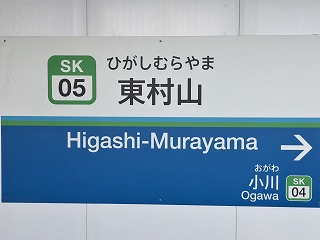 SK
05
ひがしむらやま
東村山
Higashi-Murayama
→
おがわ
小川
Ogawa
SK
04